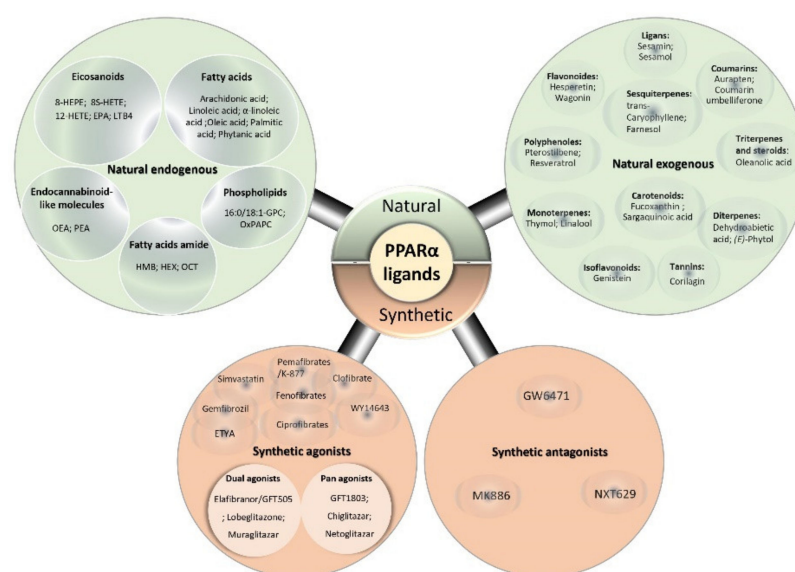 Eicosanoids
8-HEPE; 8S-HETE;
12-HETE; EPA; LTB4
Fatty acids
Arachidonic acid;
Linoleic acid; α-linoleic
acid ;Oleic acid; Palmitic
acid; Phytanic acid
Natural endogenous
Endocannabinoid-
like molecules
OEA; PEA
Phospholipids
16:0/18:1-GPC;
OxPAPC
Fatty acids amide
HMB; HEX; OCT
Natural
PPARα
ligands
Synthetic
Ligans:
Sesamin;
Sesamol
Flavonoides:
Hesperetin;
Wagonin
Coumarins:
Aurapten;
Coumarin
umbelliferone
Sesquiterpenes:
trans-
Caryophyllene;
Farnesol
Polyphenoles:
Pterostilbene;
Resveratrol
Triterpenes
and steroids:
Oleanolic acid
Natural exogenous
Carotenoids:
Fucoxanthin ;
Sargaquinoic acid
Monoterpenes:
Thymol; Linalool
Diterpenes:
Dehydroabietic
acid; (E)-Phytol
Isoflavonoids:
Genistein
Tannins:
Corilagin
Pemafibrates
/K-877
Simvastatin
Clofibrate
Fenofibrates
Gemfibrozil
WY14643
ETYA
Ciprofibrates
Synthetic agonists
Dual agonists
Elafibranor/GFT505
; Lobeglitazone;
Muraglitazar
Pan agonists
GFT1803;
Chiglitazar;
Netoglitazar
GW6471
Synthetic antagonists
MK886
NXT629